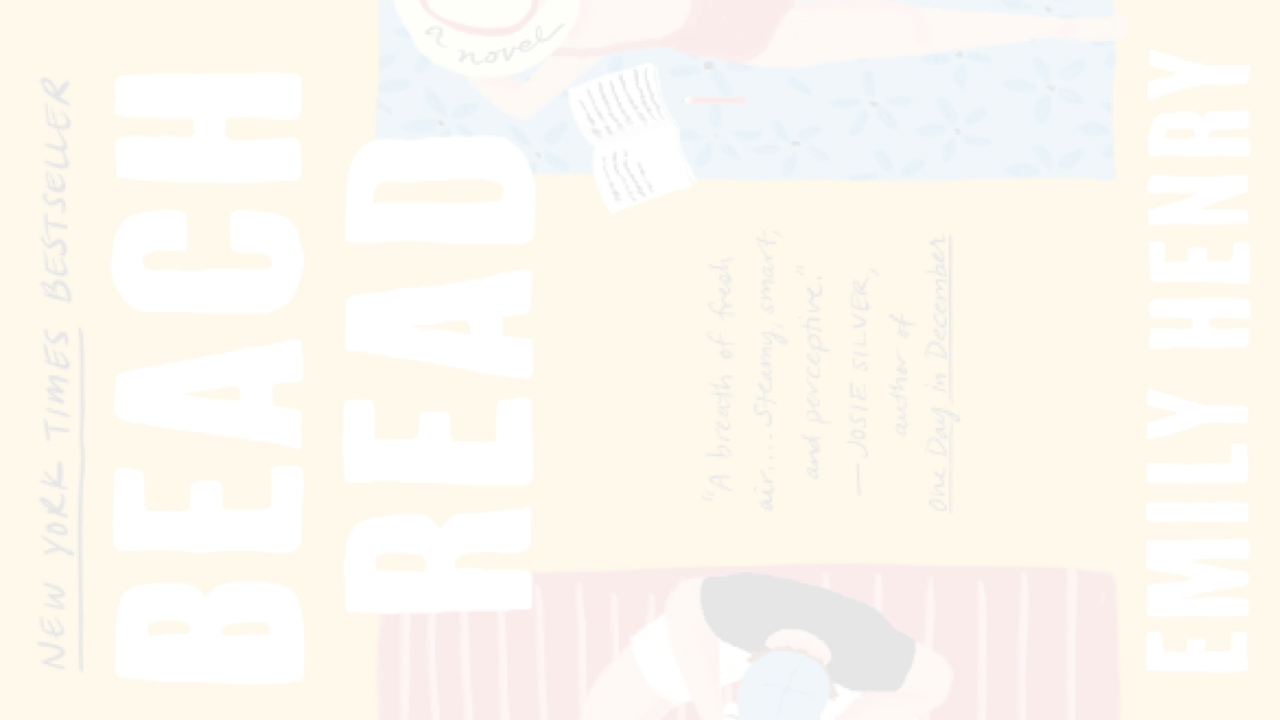 NEW YORK TIMES BESTSELLER
BEACH
READ
a novel
"A breath of fresh
air....Steamy, smart,
and perceptive."
—JOSIE SILVER,
author of
One Day in December
EMILY HENRY